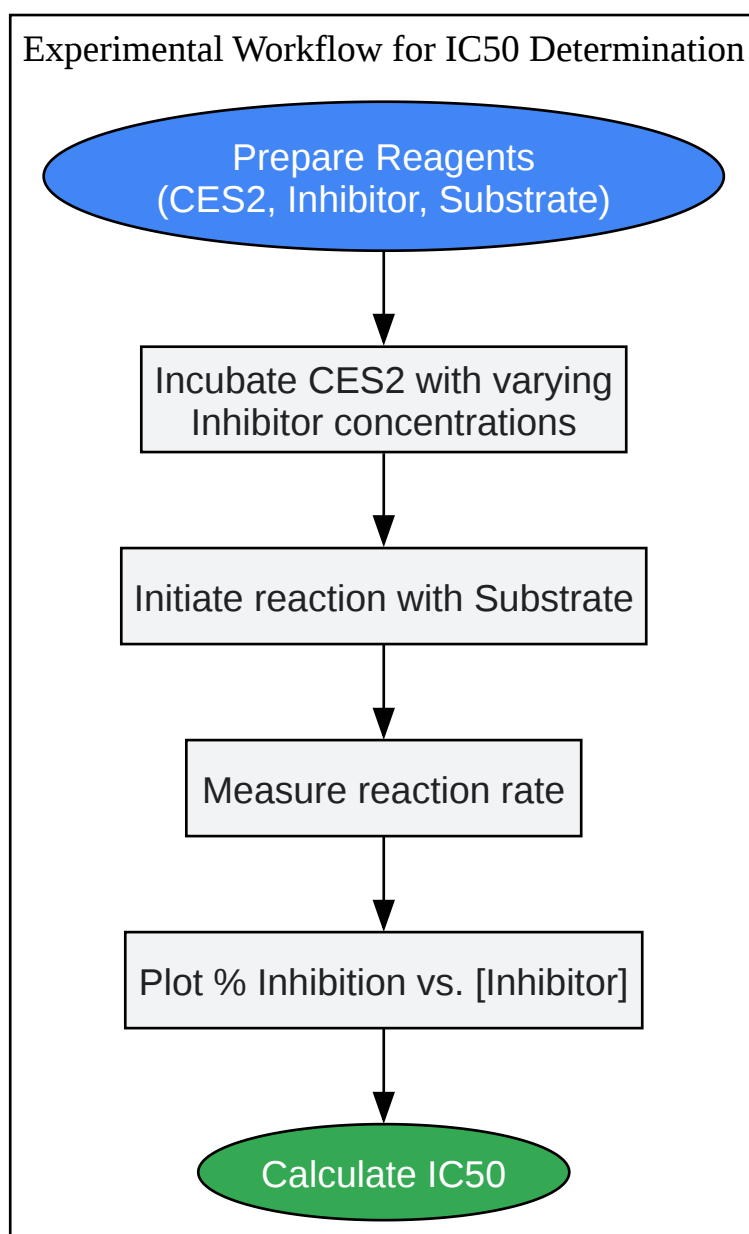 Experimental Workflow for IC50 Determination
Prepare Reagents
(CES2, Inhibitor, Substrate)
Incubate CES2 with varying
Inhibitor concentrations
Initiate reaction with Substrate
Measure reaction rate
Plot % Inhibition vs. [Inhibitor]
Calculate IC50